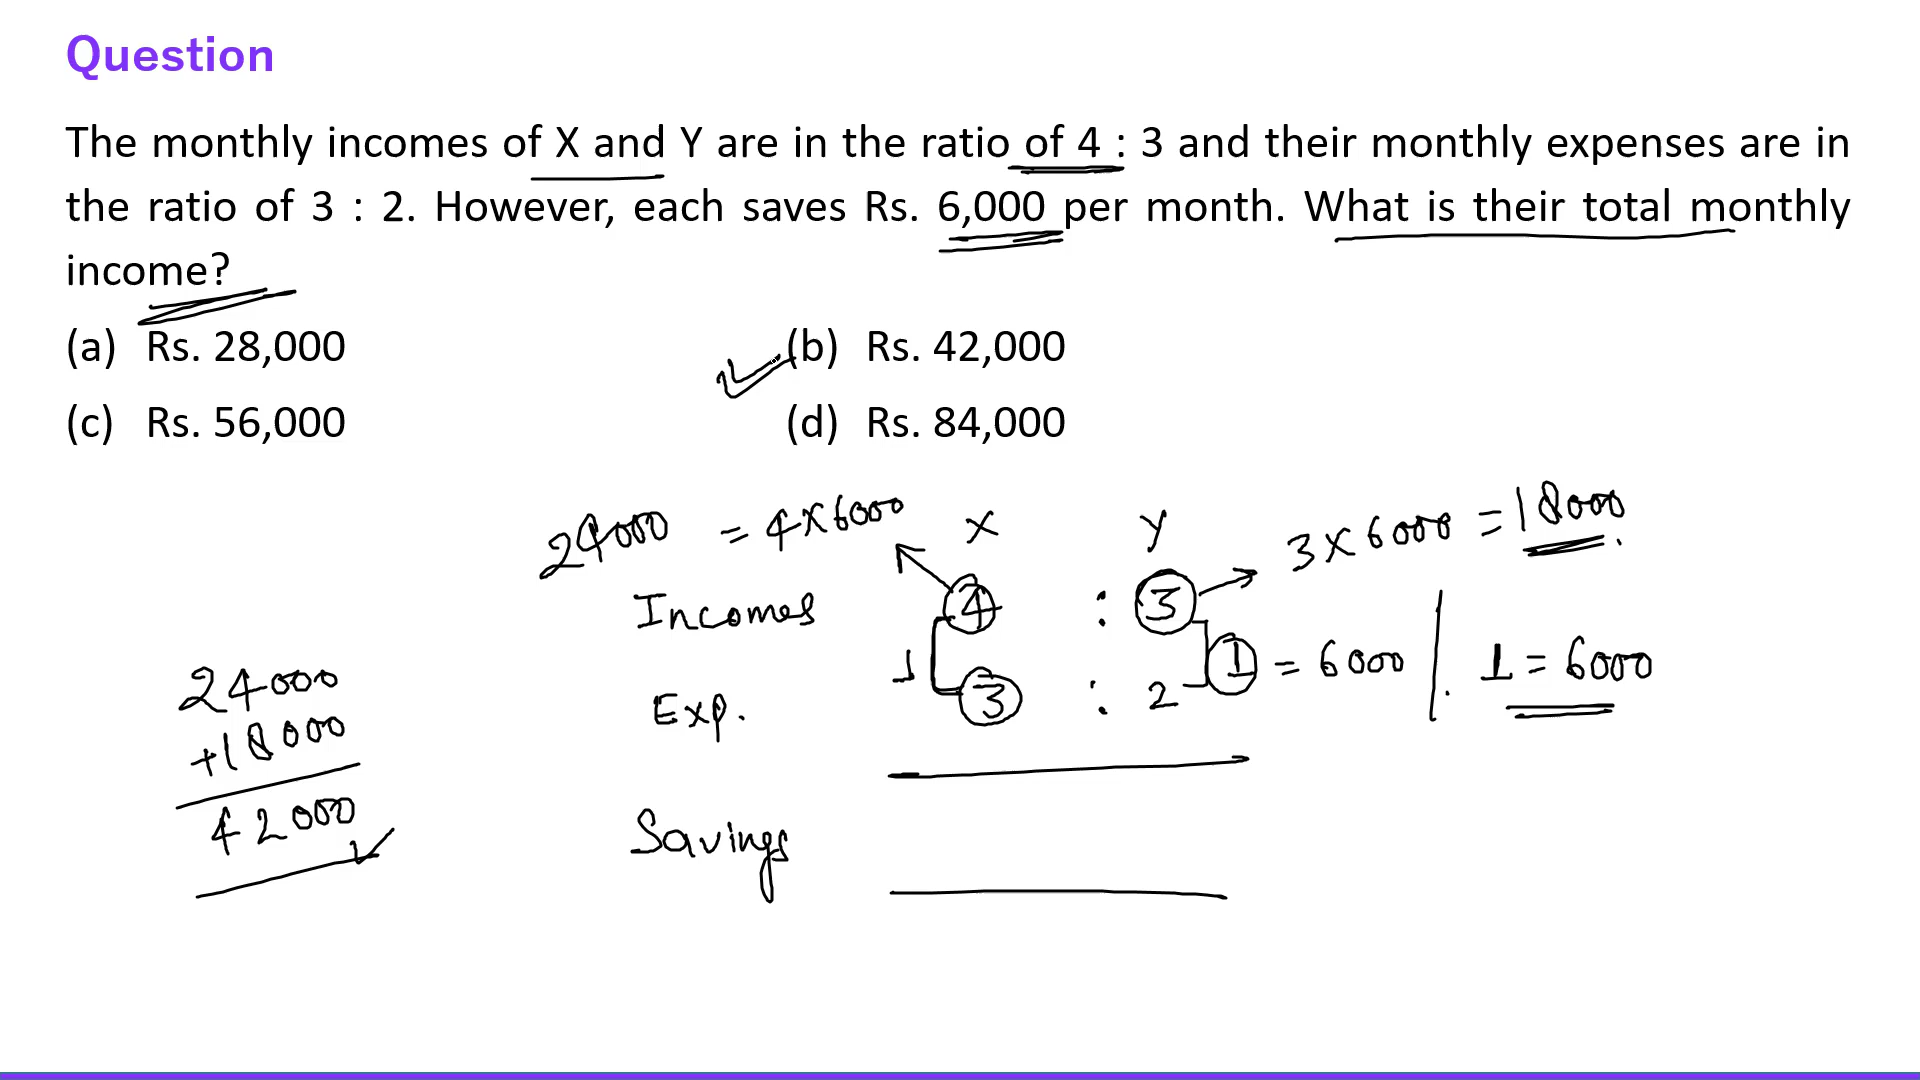 Question
The monthly incomes of X and Y are in the ratio of 4 : 3 and their monthly expenses are in
the ratio of 3 : 2. However, each saves Rs. 6,000 per month. What is their total monthly
income?
(a) Rs. 28,000 (b) Rs. 42,000
(c) Rs. 56,000 (d) Rs. 84,000
24000 = 4 X 6000 X Y 3 X 6000 = 18000
Incomes 4 : 3
1 1 = 6000 1 = 6000
Exp. 3 : 2
24000
+18000
42000
Savings